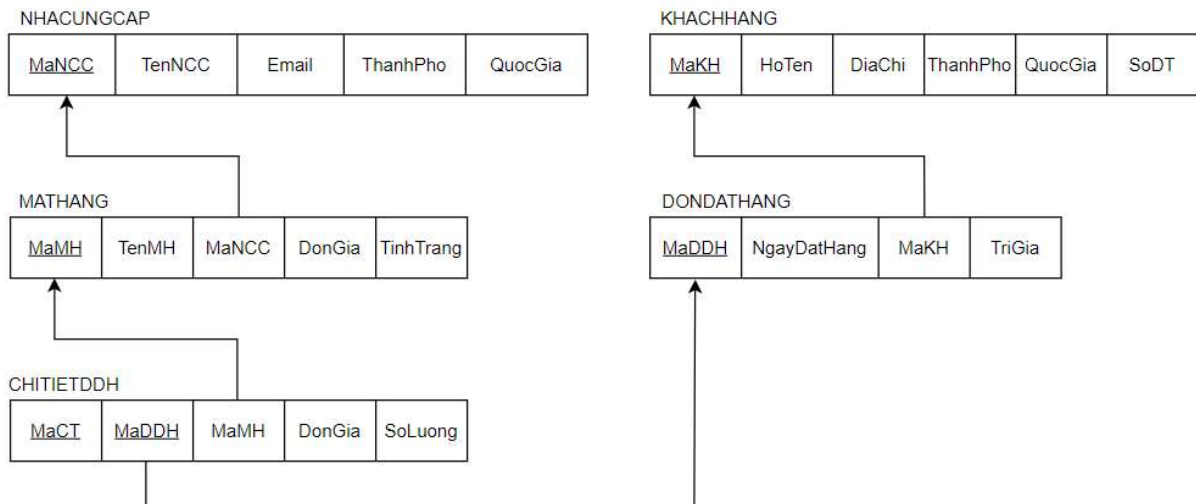 NHACUNGCAP
MaNCC TenNCC Email ThanhPho QuocGia
KHACHHANG
MaKH HoTen DiaChi ThanhPho QuocGia SoDT
MATHANG
MaMH TenMH MaNCC DonGia TinhTrang
DONDATHANG
MaDDH NgayDatHang MaKH TriGia
CHITIETDDH
MaCT MaDDH MaMH DonGia SoLuong